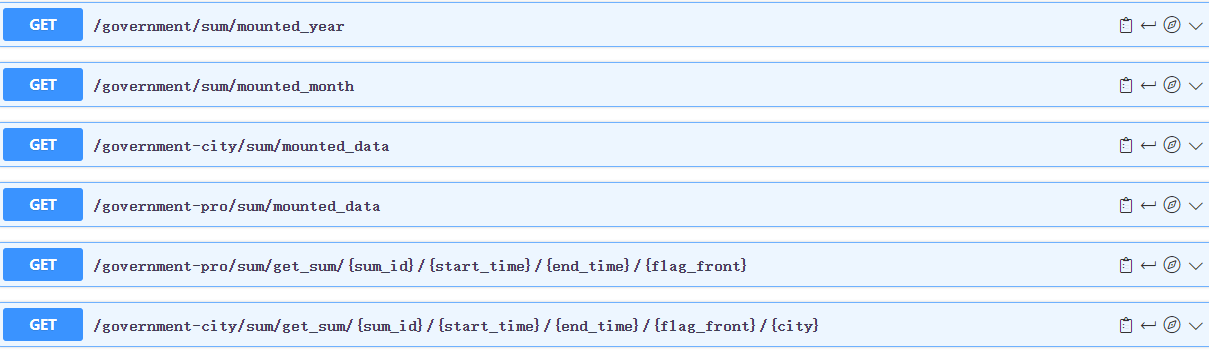 GET /government/sum/mounted_year
GET /government/sum/mounted_month
GET /government-city/sum/mounted_data
GET /government-pro/sum/mounted_data
GET /government-pro/sum/get_sum/{sum_id}/{start_time}/{end_time}/{flag_front}
GET /government-city/sum/get_sum/{sum_id}/{start_time}/{end_time}/{flag_front}/{city}